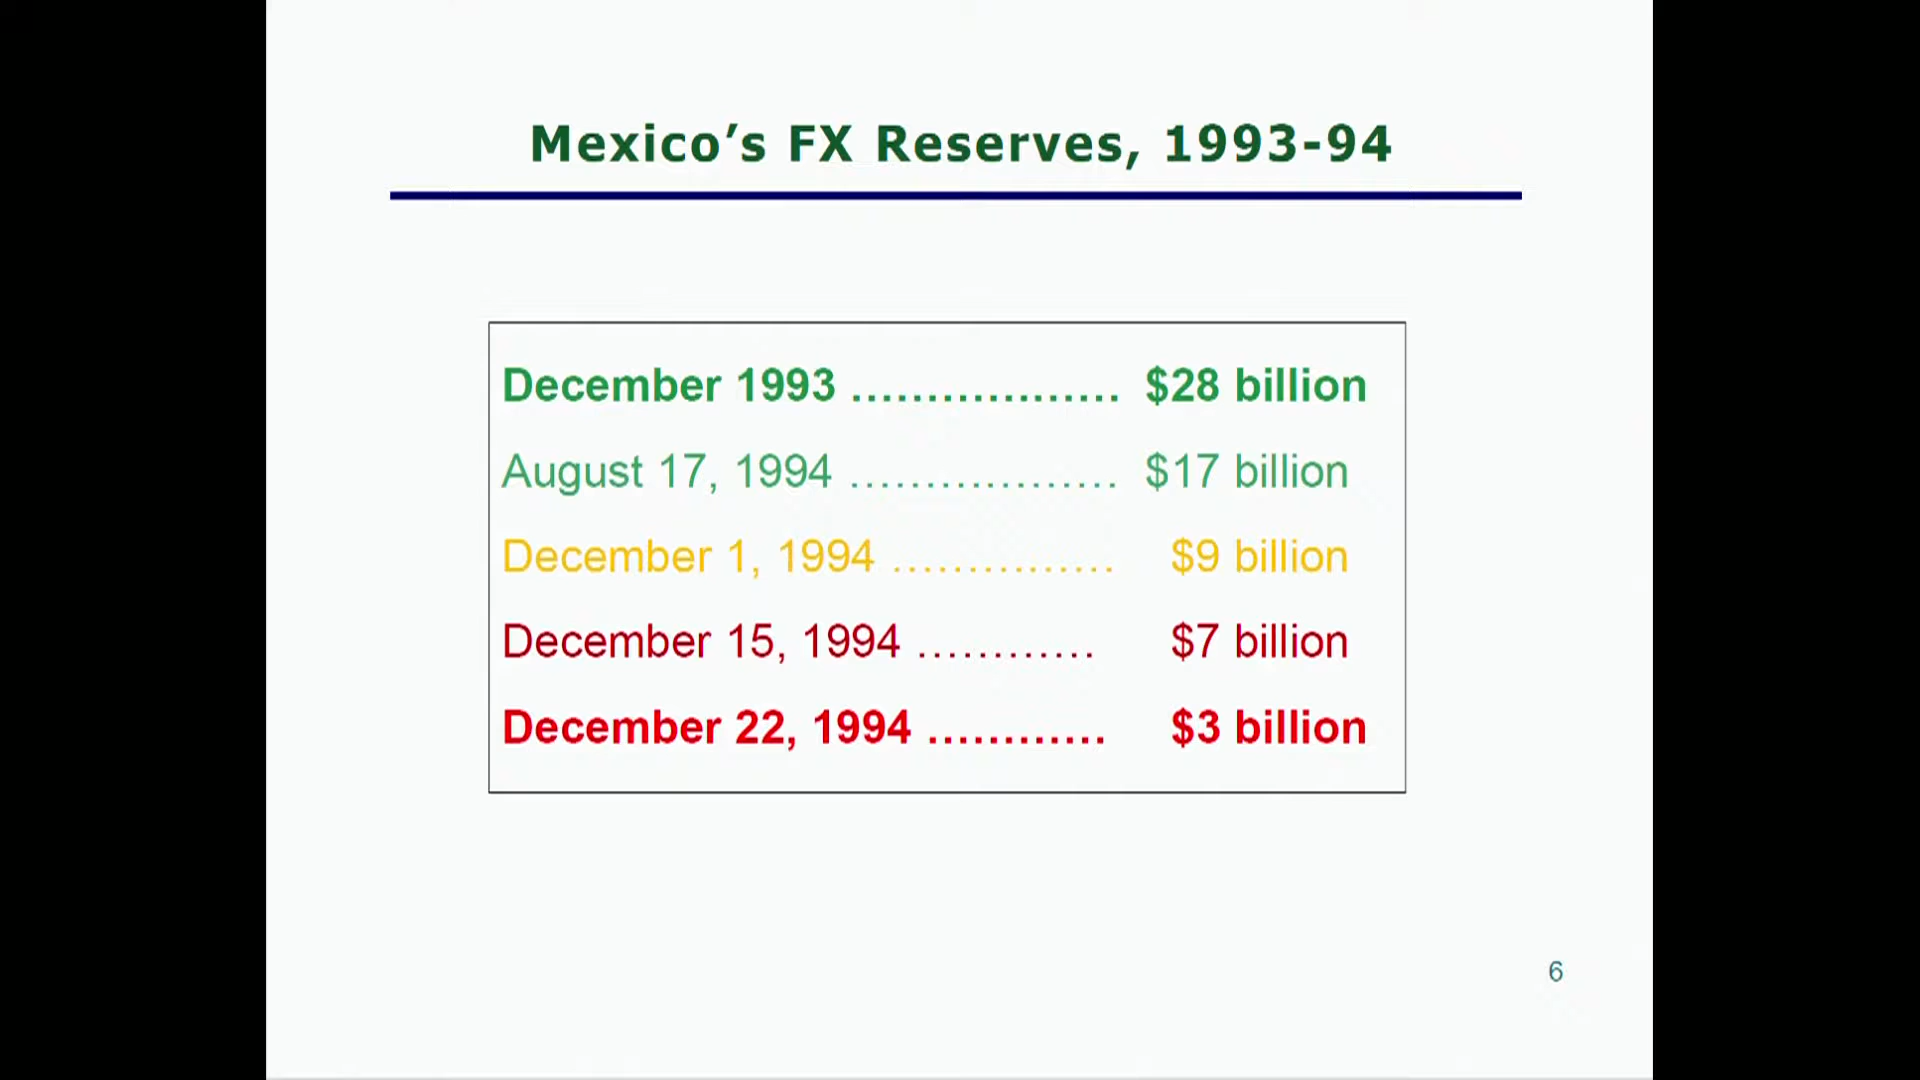 Mexico’s FX Reserves, 1993-94
December 1993 .................. $28 billion
August 17, 1994 .................. $17 billion
December 1, 1994 ............... $9 billion
December 15, 1994 ............ $7 billion
December 22, 1994 ............ $3 billion
6